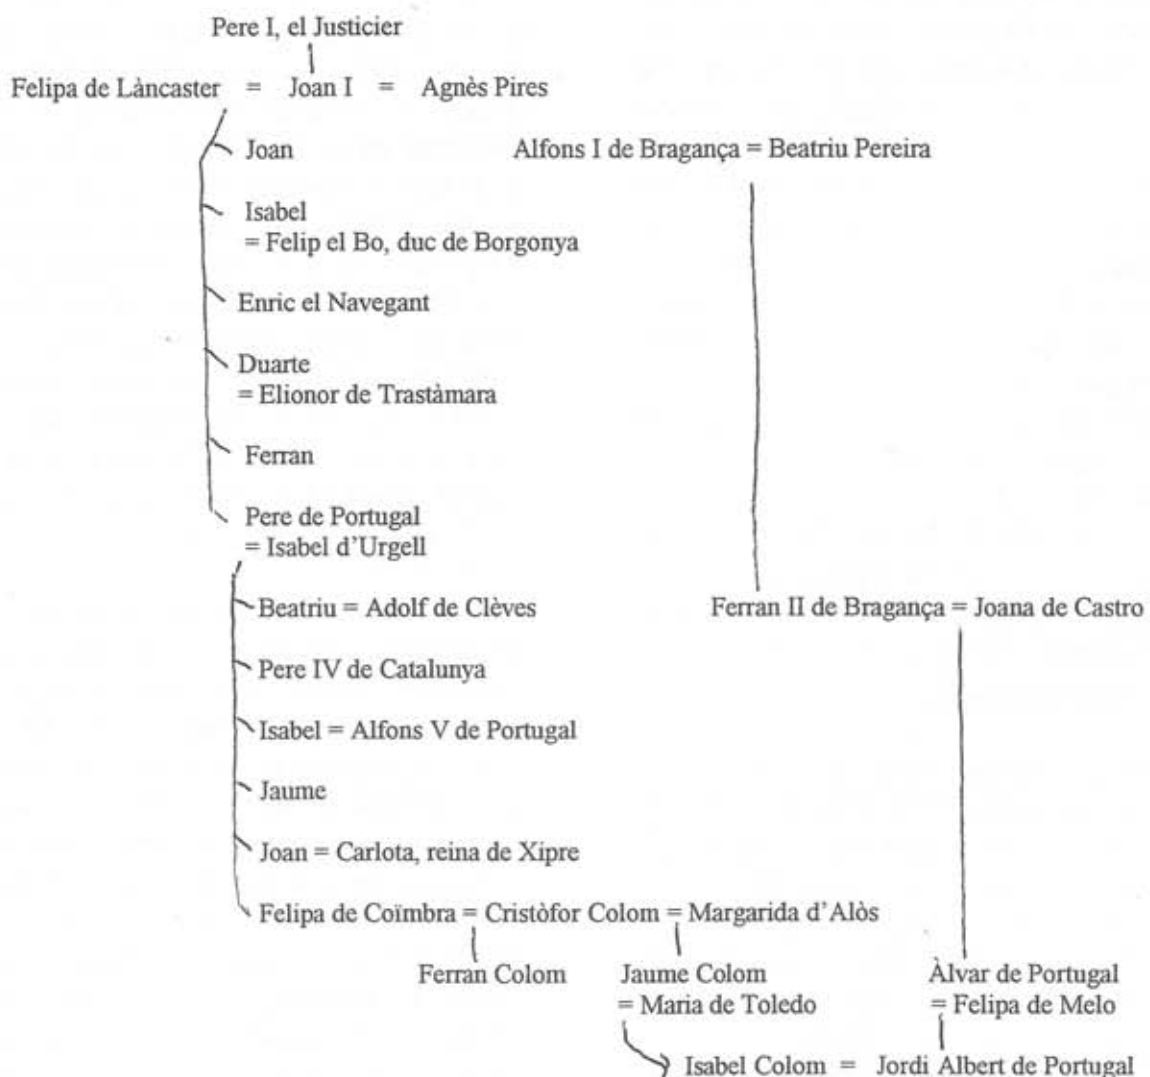 Pere I, el Justicier
Felipa de Làncaster = Joan I = Agnès Pires
Joan
Alfons I de Bragança = Beatriu Pereira
Isabel
= Felip el Bo, duc de Borgonya
Enric el Navegant
Duarte
= Elionor de Trastàmara
Ferran
Pere de Portugal
= Isabel d'Urgell
Beatriu = Adolf de Clèves
Ferran II de Bragança = Joana de Castro
Pere IV de Catalunya
Isabel = Alfons V de Portugal
Jaume
Joan = Carlota, reina de Xipre
Felipa de Coïmbra = Cristòfor Colom = Margarida d'Alòs
Ferran Colom
Jaume Colom
= Maria de Toledo
Àlvar de Portugal
= Felipa de Melo
Isabel Colom = Jordi Albert de Portugal